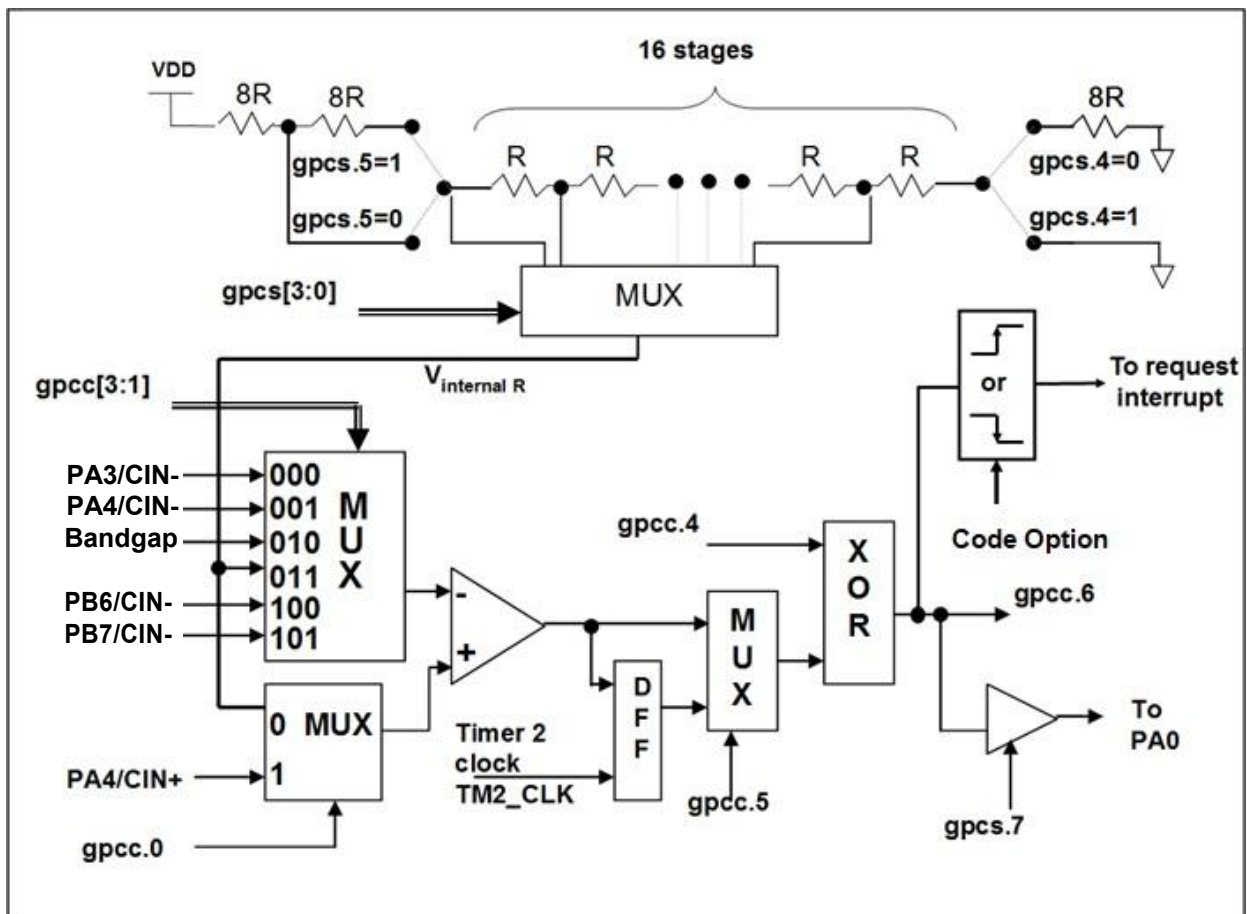 16 stages
VDD
8R
8R
8R
gpcs.5=1
R
R
R
R
gpcs.4=0
gpcs.5=0
gpcs.4=1
gpcs[3:0]
MUX
V internal R
gpcc[3:1]
or
To request
interrupt
PA3/CIN-
000
PA4/CIN-
001
Bandgap
010
011
PB6/CIN-
100
PB7/CIN-
101
M
U
X
gpcc.4
Code Option
X
O
R
gpcc.6
-
+
M
U
X
D
F
F
0
MUX
1
PA4/CIN+
Timer 2
clock
TM2_CLK
gpcc.5
To
PA0
gpcs.7
gpcc.0